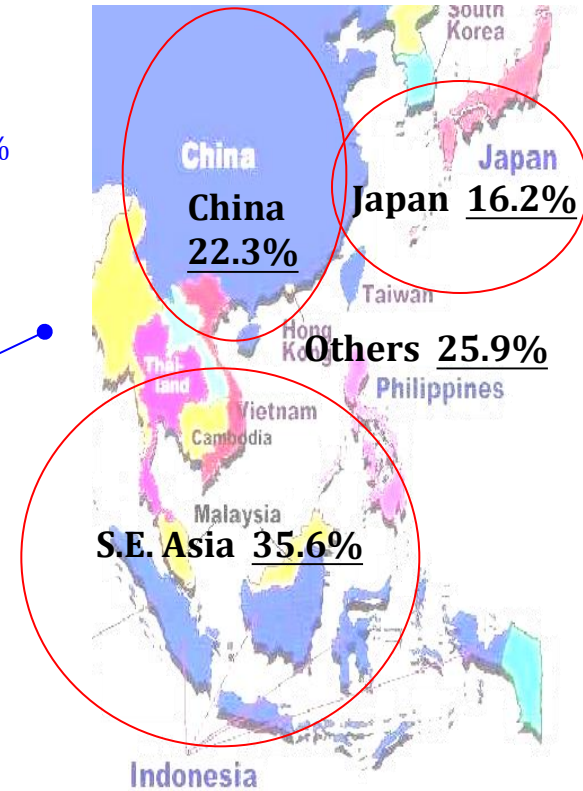 South
Korea
%
China
Japan
China
22.3%
Japan 16.2%
Taiwan
Hong
Kong
Others 25.9%
Thai-
land
Philippines
Vietnam
Cambodia
Malaysia
S.E. Asia 35.6%
Indonesia